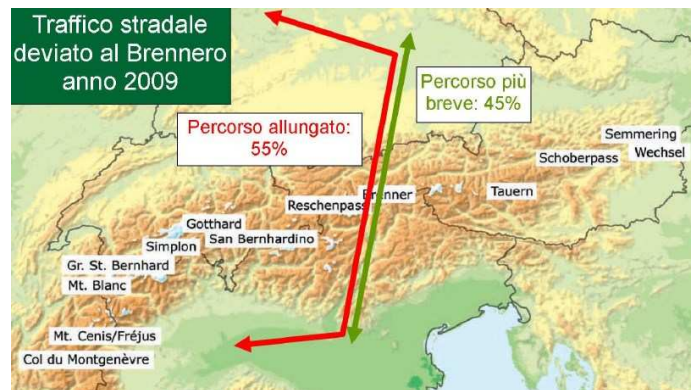 Traffico stradale
deviato al Brennero
anno 2009
Percorso più
breve: 45%
Percorso allungato:
55%
Semmering
Wechsel
Schoberpass
Tauern
Brenner
Reschenpass
Gotthard
San Bernhardino
Simplon
Gr. St. Bernhard
Mt. Blanc
Mt. Cenis/Fréjus
Col du Montgenèvre